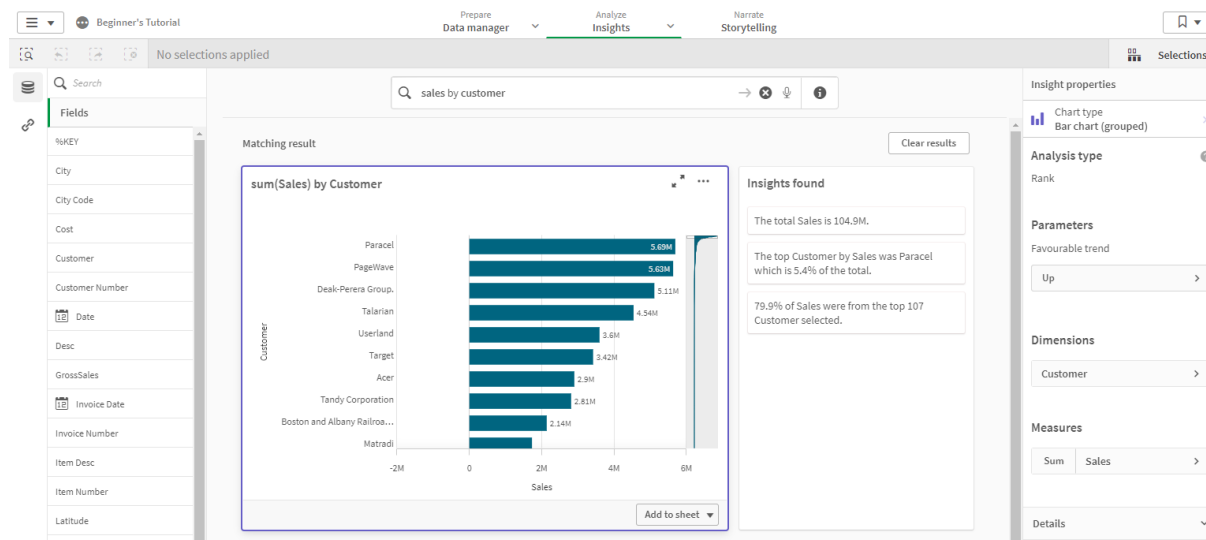 Beginner's Tutorial
Prepare
Data manager
Analyze
Insights
Narrate
Storytelling
No selections applied
Selections
Search
Fields
%KEY
City
City Code
Cost
Customer
Customer Number
12 Date
Desc
GrossSales
12 Invoice Date
Invoice Number
Item Desc
Item Number
Latitude
sales by customer
Matching result
Clear results
sum(Sales) by Customer
Customer
Paracel 5.69M
PageWave 5.63M
Deak-Perera Group. 5.11M
Talarian 4.54M
Userland 3.6M
Target 3.42M
Acer 2.9M
Tandy Corporation 2.81M
Boston and Albany Railroa... 2.14M
Matradi
-2M 0 2M 4M 6M
Sales
Add to sheet
Insights found
The total Sales is 104.9M.
The top Customer by Sales was Paracel
which is 5.4% of the total.
79.9% of Sales were from the top 107
Customer selected.
Insight properties
Chart type
Bar chart (grouped)
Analysis type
Rank
Parameters
Favourable trend
Up
Dimensions
Customer
Measures
Sum Sales
Details